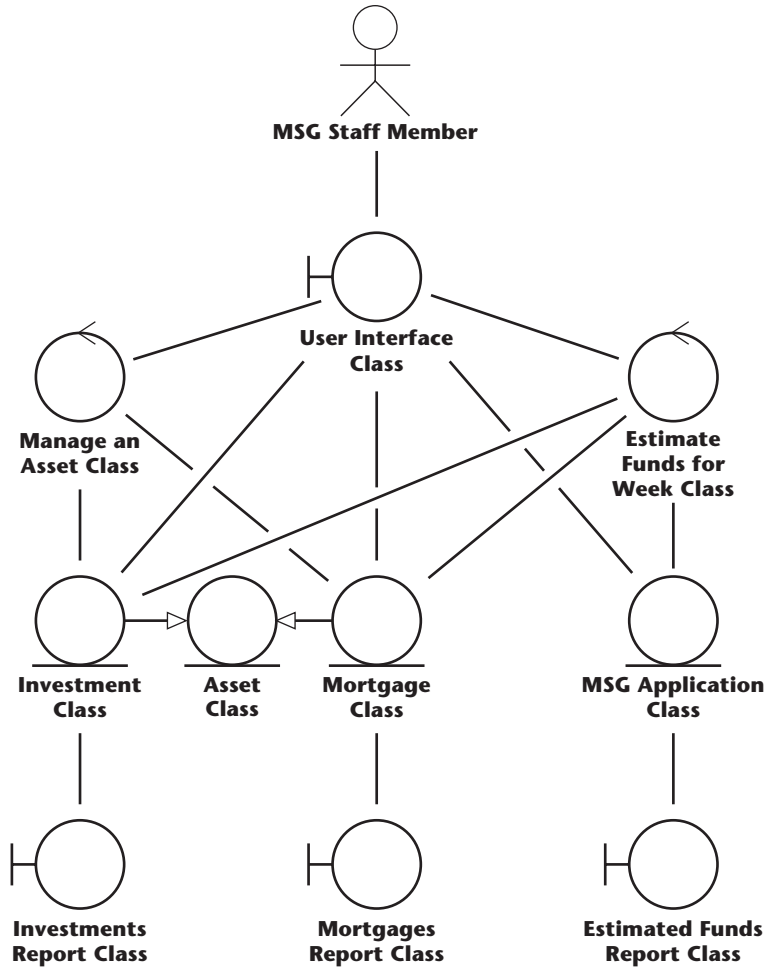 MSG Staff Member
User Interface
Class
Manage an
Asset Class
Estimate
Funds for
Week Class
Investment
Class
Asset
Class
Mortgage
Class
MSG Application
Class
Investments
Report Class
Mortgages
Report Class
Estimated Funds
Report Class